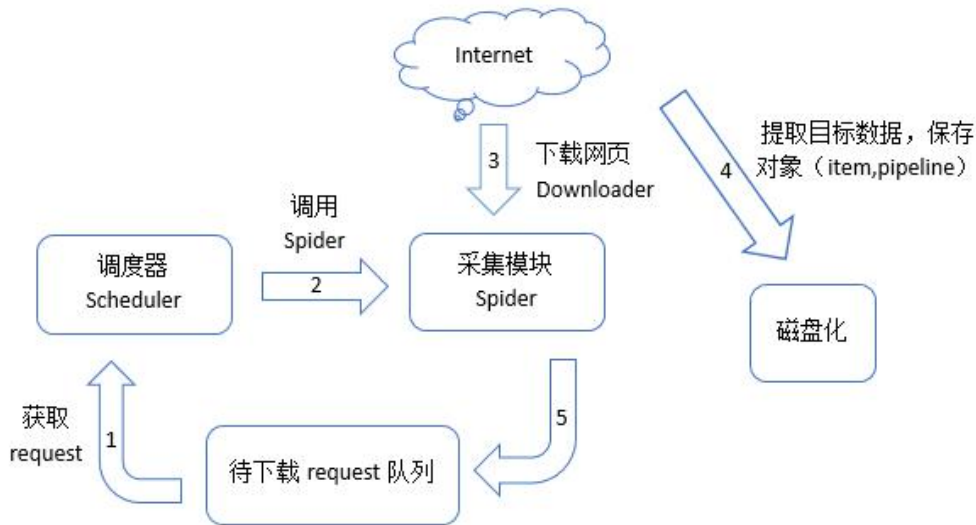 Internet
3
下载网页
Downloader
4
提取目标数据，保存
对象（item,pipeline）
调用
Spider
2
调度器
Scheduler
采集模块
Spider
磁盘化
获取
request
1
5
待下载 request 队列